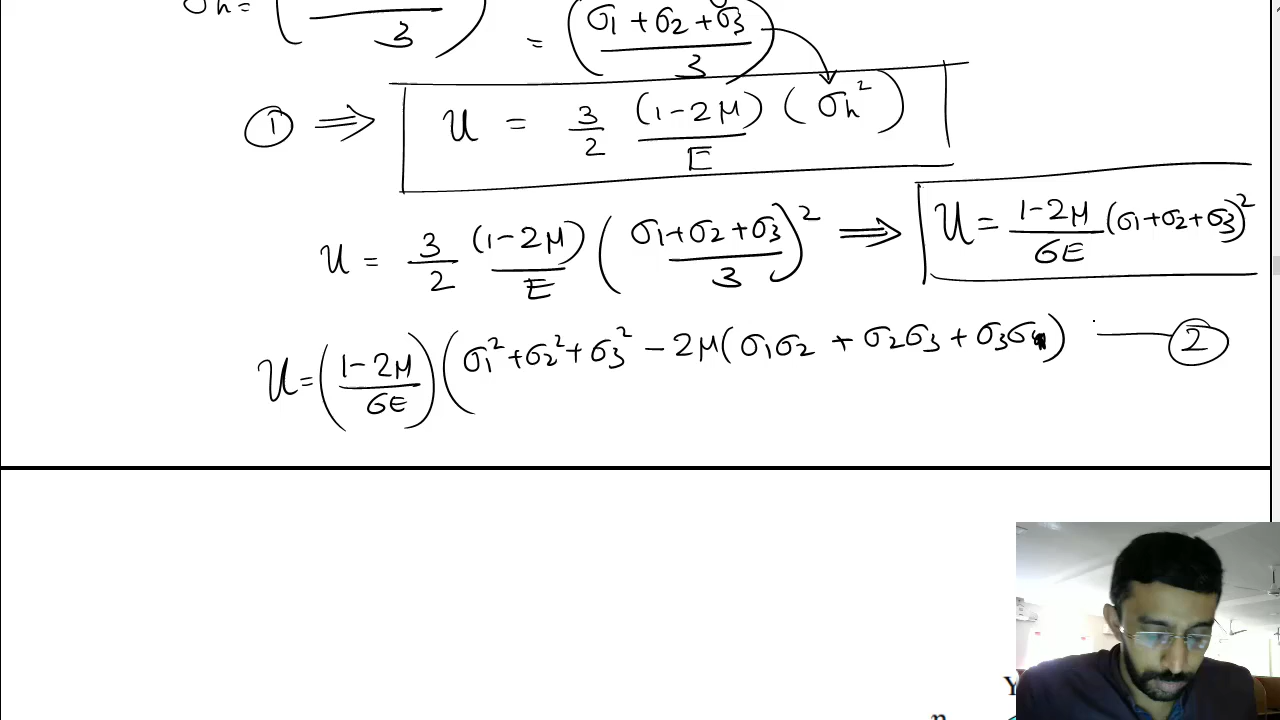 σh = ( / 3 ) = (σ1 + σ2 + σ3 / 3)
① ⇒ U = 3/2 (1-2μ)/E (σh²)
U = 3/2 (1-2μ)/E (σ1+σ2+σ3 / 3)² ⇒ U = 1-2μ/6E (σ1+σ2+σ3)²
U = (1-2μ/6E) (σ1² + σ2² + σ3² - 2μ(σ1σ2 + σ2σ3 + σ3σ1) — ②